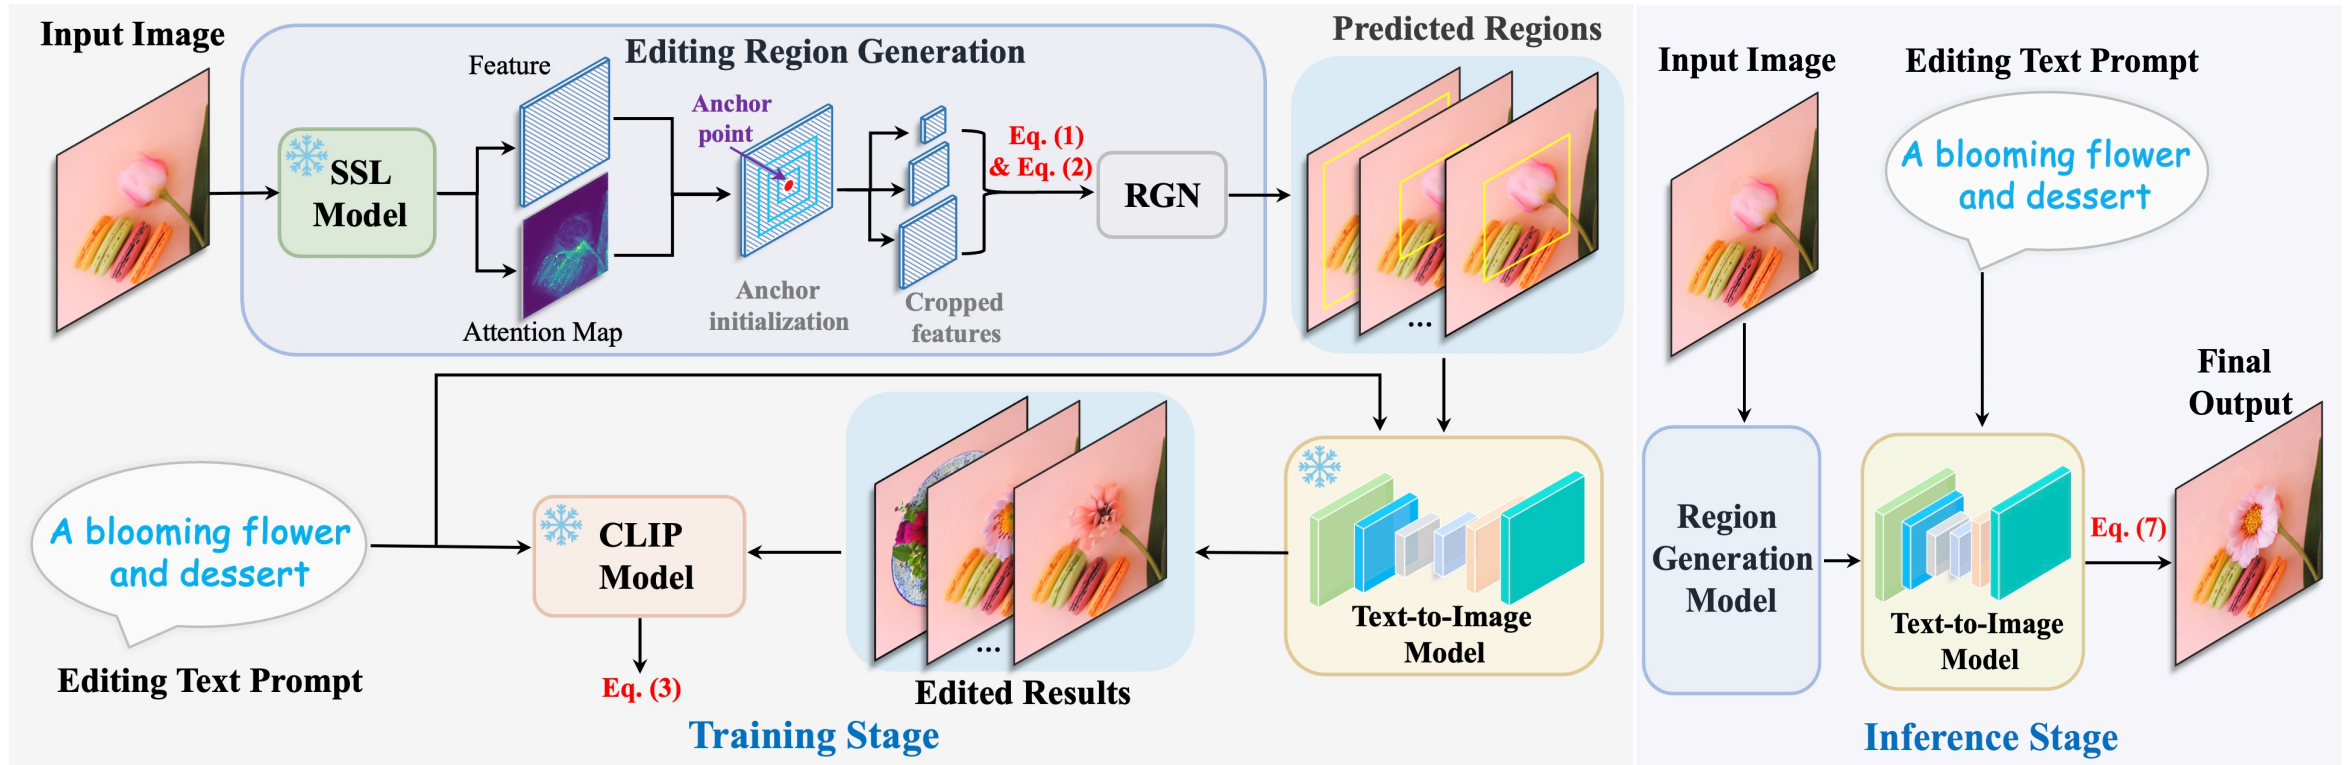 Input Image
Editing Region Generation
Feature
SSL
Model
Attention Map
Anchor
point
Anchor
initialization
Cropped
features
Eq. (1)
& Eq. (2)
RGN
Predicted Regions
...
A blooming flower
and dessert
Editing Text Prompt
CLIP
Model
Eq. (3)
...
Edited Results
Text-to-Image
Model
Training Stage
Input Image
Editing Text Prompt
A blooming flower
and dessert
Region
Generation
Model
Text-to-Image
Model
Eq. (7)
Final
Output
Inference Stage